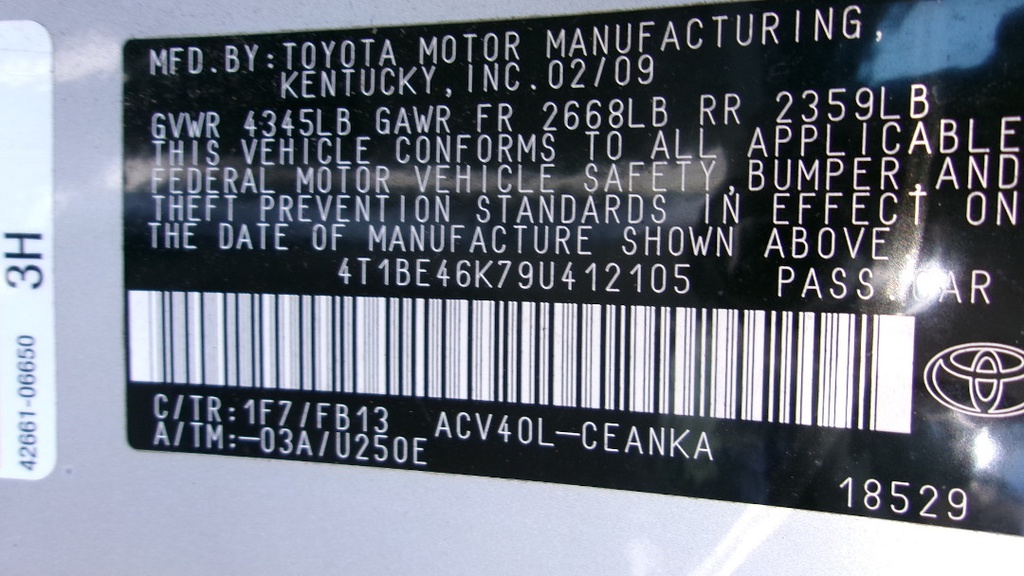 MFD.BY:TOYOTA MOTOR MANUFACTURING,
KENTUCKY,INC.02/09
GVWR 4345LB GAWR FR 2668LB RR 2359LB
THIS VEHICLE CONFORMS TO ALL APPLICABLE
FEDERAL MOTOR VEHICLE SAFETY,BUMPER,AND
THEFT PREVENTION STANDARDS IN EFFECT ON
THE DATE OF MANUFACTURE SHOWN ABOVE
4T1BE46K79U412105 PASS.CAR
C/TR:1F7/FB13 ACV40L-CEANKA
A/TM:-03A/U250E
18529
3H
42661-06650